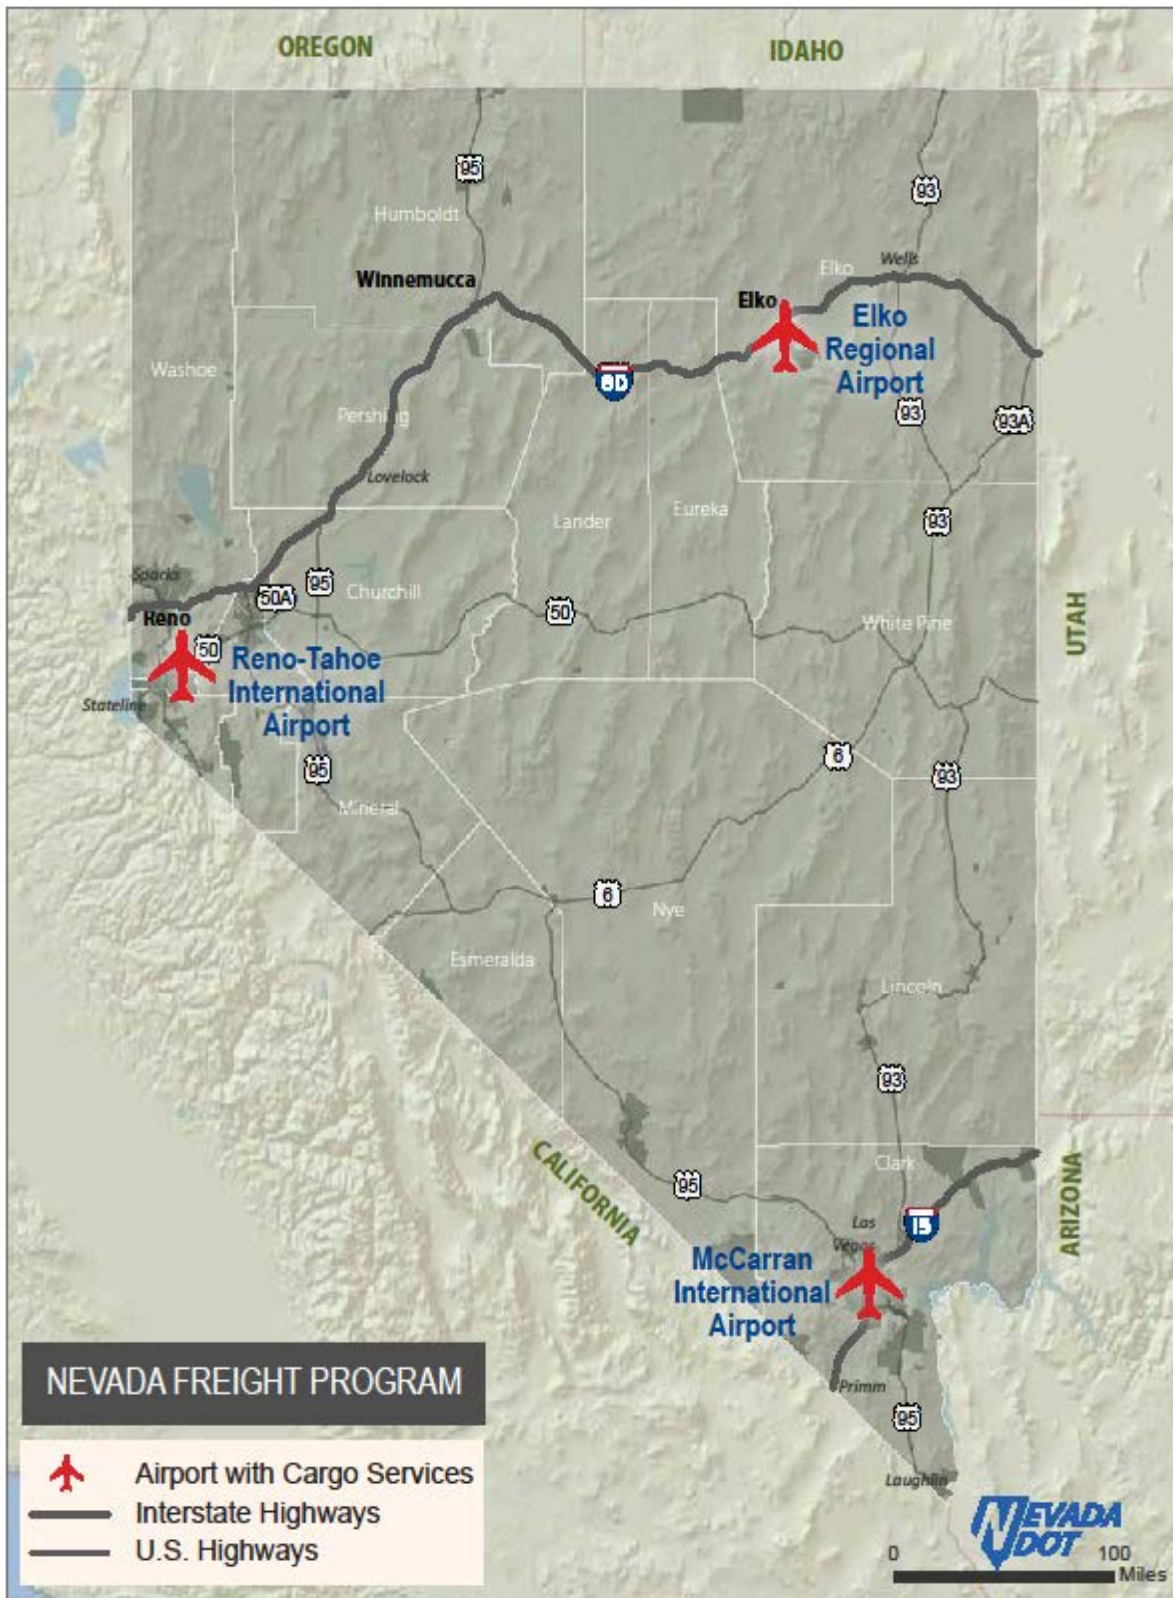 OREGON
IDAHO
95
93
Humboldt
Winnemucca
Wells
Elko
Elko
Elko
Regional
Airport
Washoe
80
93
93A
Pershing
Lovelock
Lander
Eureka
93
Sparks
50A
95
Churchill
50
White Pine
UTAH
Reno
50
Reno-Tahoe
International
Airport
Stateline
95
6
93
Mineral
6
Nye
Esmeralda
Lincoln
93
CALIFORNIA
Clark
ARIZONA
95
Las
Vegas
15
McCarran
International
Airport
Primm
95
Laughlin
NEVADA FREIGHT PROGRAM
Airport with Cargo Services
Interstate Highways
U.S. Highways
NEVADA
DOT
0 100
Miles